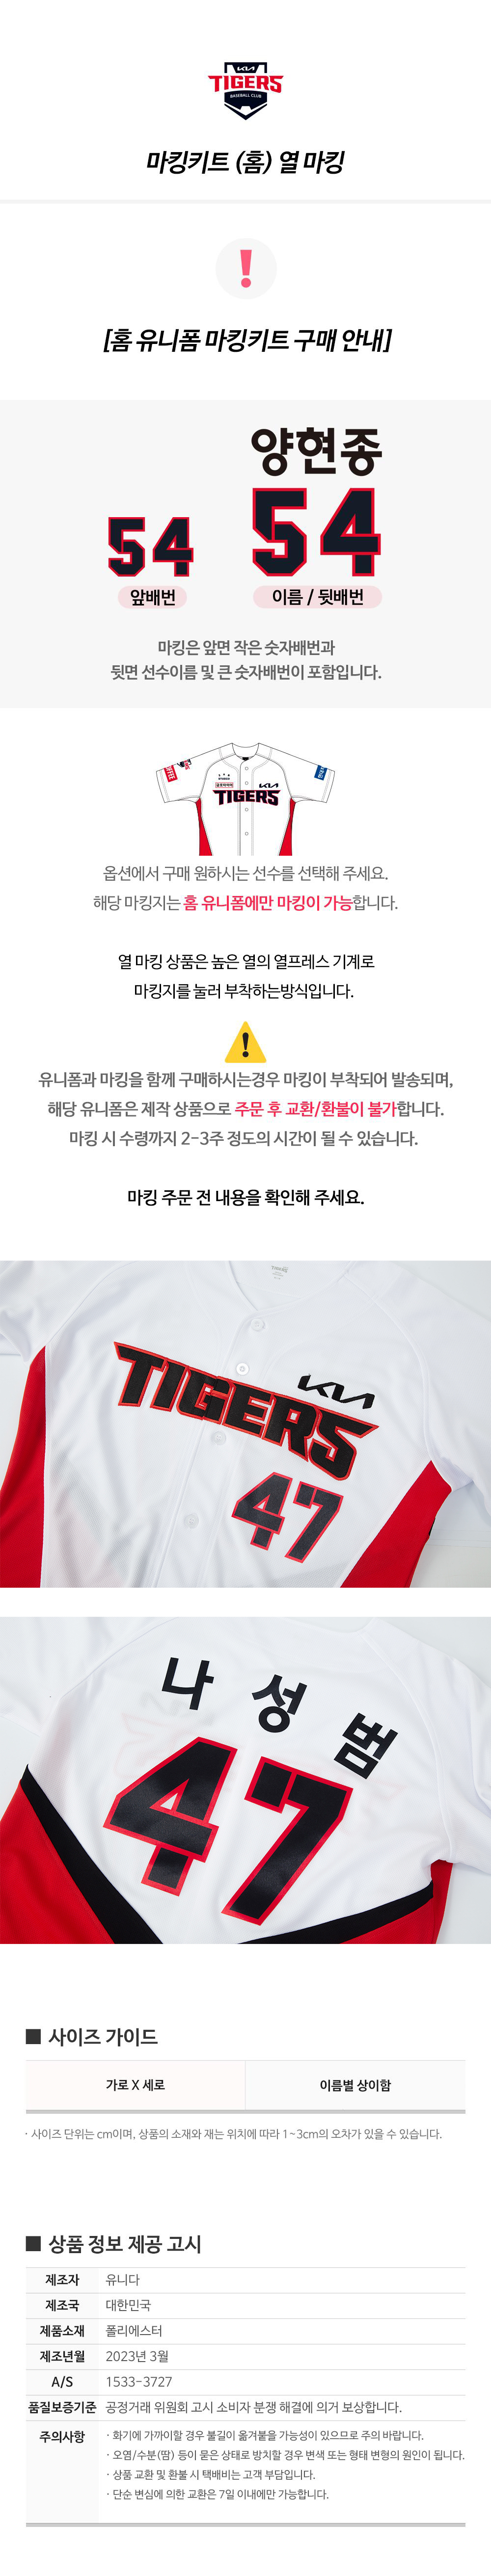 KIA
TIGERS
BASEBALL CLUB
마킹키트 (홈) 열 마킹
!
[홈 유니폼 마킹키트 구매 안내]
양현종
54 54
앞배번 이름 / 뒷배번
마킹은 앞면 작은 숫자배번과
뒷면 선수이름 및 큰 숫자배번이 포함입니다.
KIA
TIGERS
옵션에서 구매 원하시는 선수를 선택해 주세요.
해당 마킹지는 홈 유니폼에만 마킹이 가능합니다.
열 마킹 상품은 높은 열의 열프레스 기계로
마킹지를 눌러 부착하는방식입니다.
!
유니폼과 마킹을 함께 구매하시는경우 마킹이 부착되어 발송되며,
해당 유니폼은 제작 상품으로 주문 후 교환/환불이 불가합니다.
마킹 시 수령까지 2-3주 정도의 시간이 될 수 있습니다.
마킹 주문 전 내용을 확인해 주세요.
KIA
TIGERS
47
나성범
47
■ 사이즈 가이드
가로 X 세로 이름별 상이함
· 사이즈 단위는 cm이며, 상품의 소재와 재는 위치에 따라 1~3cm의 오차가 있을 수 있습니다.
■ 상품 정보 제공 고시
제조자 유니다
제조국 대한민국
제품소재 폴리에스터
제조년월 2023년 3월
A/S 1533-3727
품질보증기준 공정거래 위원회 고시 소비자 분쟁 해결에 의거 보상합니다.
주의사항 · 화기에 가까이할 경우 불길이 옮겨붙을 가능성이 있으므로 주의 바랍니다.
· 오염/수분(땀) 등이 묻은 상태로 방치할 경우 변색 또는 형태 변형의 원인이 됩니다.
· 상품 교환 및 환불 시 택배비는 고객 부담입니다.
· 단순 변심에 의한 교환은 7일 이내에만 가능합니다.